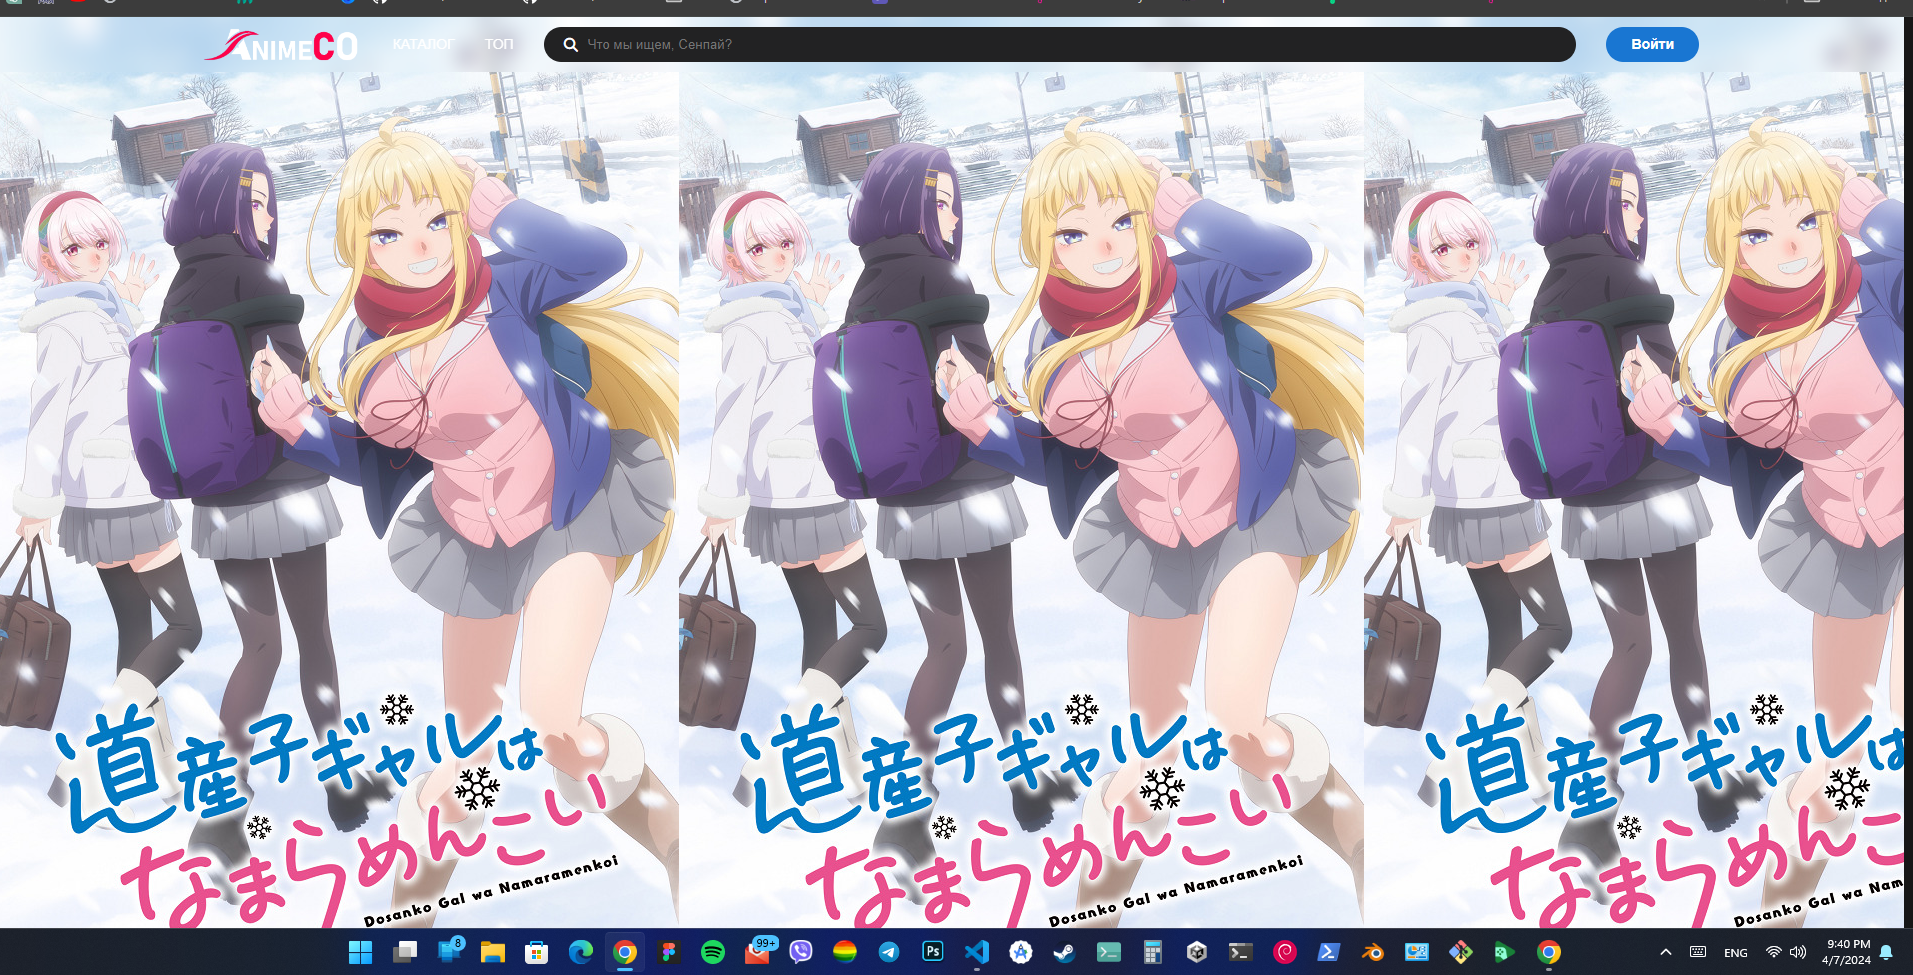 ANIMECO
КАТАЛОГ
ТОП
Что мы ищем, Сенпай?
Войти
道産子ギャルは
なまらめんこい
Dosanko Gal wa Namaramenkoi
道産子ギャルは
なまらめんこい
Dosanko Gal wa Namaramenkoi
道産子ギャルは
なまらめんこ
Dosanko Gal wa Nam
8
99+
Ps
ENG
9:40 PM
4/7/2024